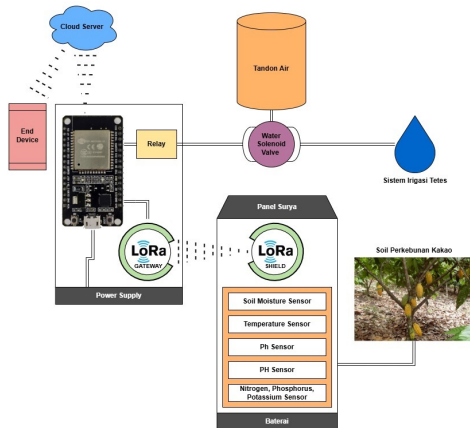 Cloud Server
Tandon Air
End
Device
Relay
Water
Solenoid
Valve
Sistem Irigasi Tetes
LoRa
GATEWAY
Power Supply
Panel Surya
LoRa
SHIELD
Soil Perkebunan Kakao
Soil Moisture Sensor
Temperature Sensor
Ph Sensor
PH Sensor
Nitrogen, Phosphorus,
Potassium Sensor
Baterai